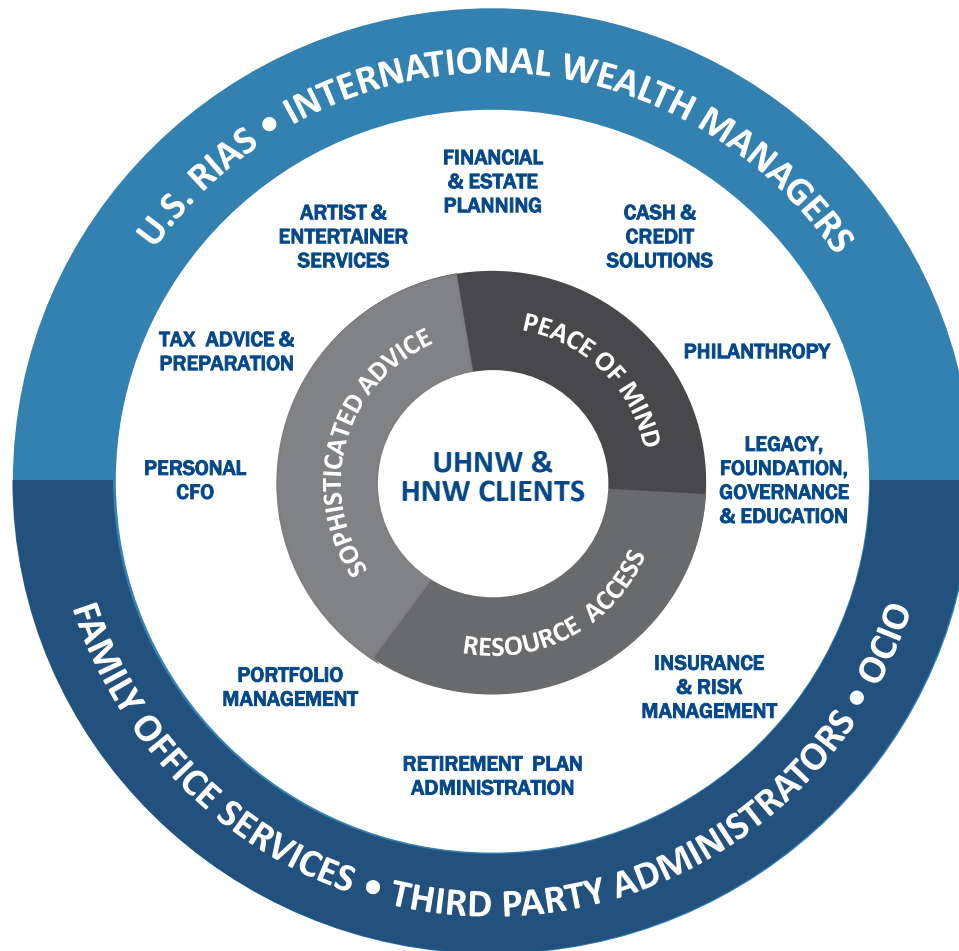 U.S. RIAS • INTERNATIONAL WEALTH MANAGERS
FINANCIAL
& ESTATE
PLANNING
ARTIST &
ENTERTAINER
SERVICES
CASH &
CREDIT
SOLUTIONS
TAX ADVICE &
PREPARATION
PHILANTHROPY
PERSONAL
CFO
LEGACY,
FOUNDATION,
GOVERNANCE
& EDUCATION
SOPHISTICATED ADVICE
PEACE OF MIND
UHNW &
HNW CLIENTS
RESOURCE ACCESS
PORTFOLIO
MANAGEMENT
INSURANCE
& RISK
MANAGEMENT
RETIREMENT PLAN
ADMINISTRATION
FAMILY OFFICE SERVICES • THIRD PARTY ADMINISTRATORS • OCIO